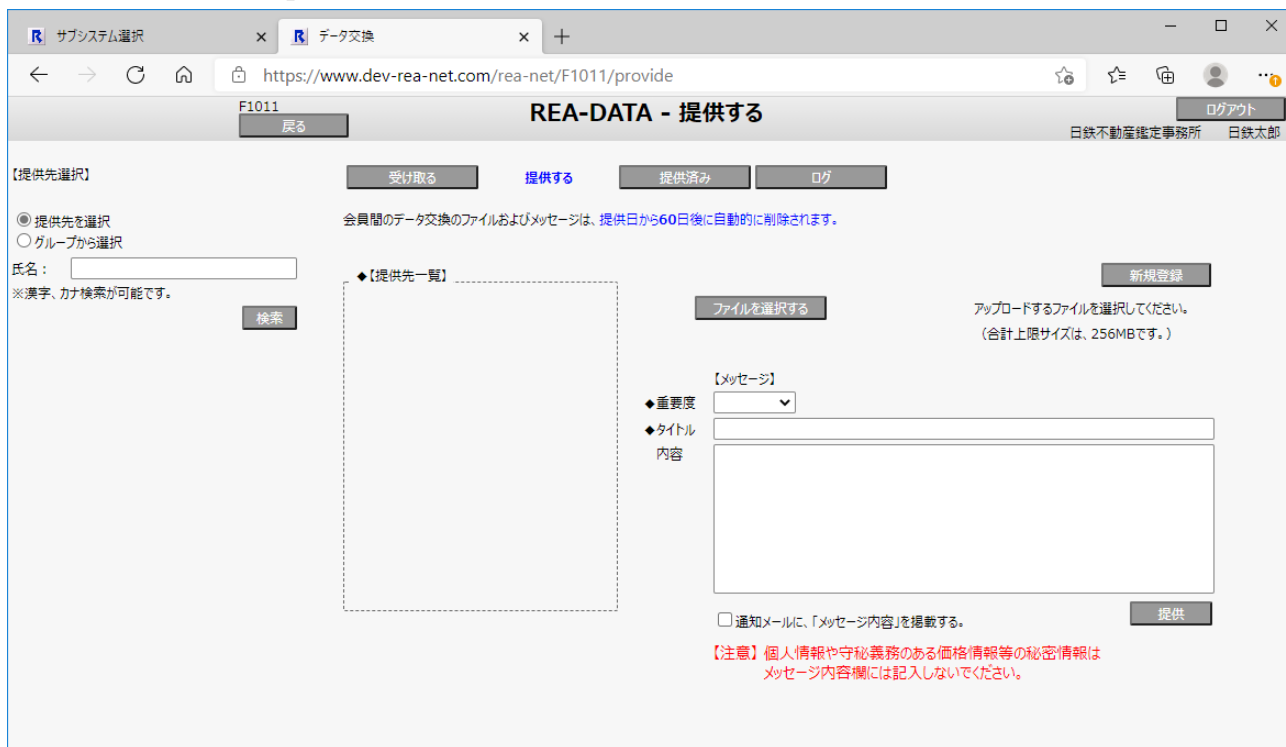 サブシステム選択
データ交換
https://www.dev-rea-net.com/rea-net/F1011/provide
F1011
戻る
REA-DATA - 提供する
ログアウト
日鉄不動産鑑定事務所 日鉄太郎
【提供先選択】
受け取る 提供する 提供済み ログ
提供先を選択
グループから選択
会員間のデータ交換のファイルおよびメッセージは、提供日から60日後に自動的に削除されます。
氏名:
※漢字、カナ検索が可能です。
検索
◆【提供先一覧】
新規登録
ファイルを選択する
アップロードするファイルを選択してください。
(合計上限サイズは、256MBです。)
【メッセージ】
◆重要度
◆タイトル
内容
通知メールに、「メッセージ内容」を掲載する。
提供
【注意】個人情報や守秘義務のある価格情報等の秘密情報は
メッセージ内容欄には記入しないでください。